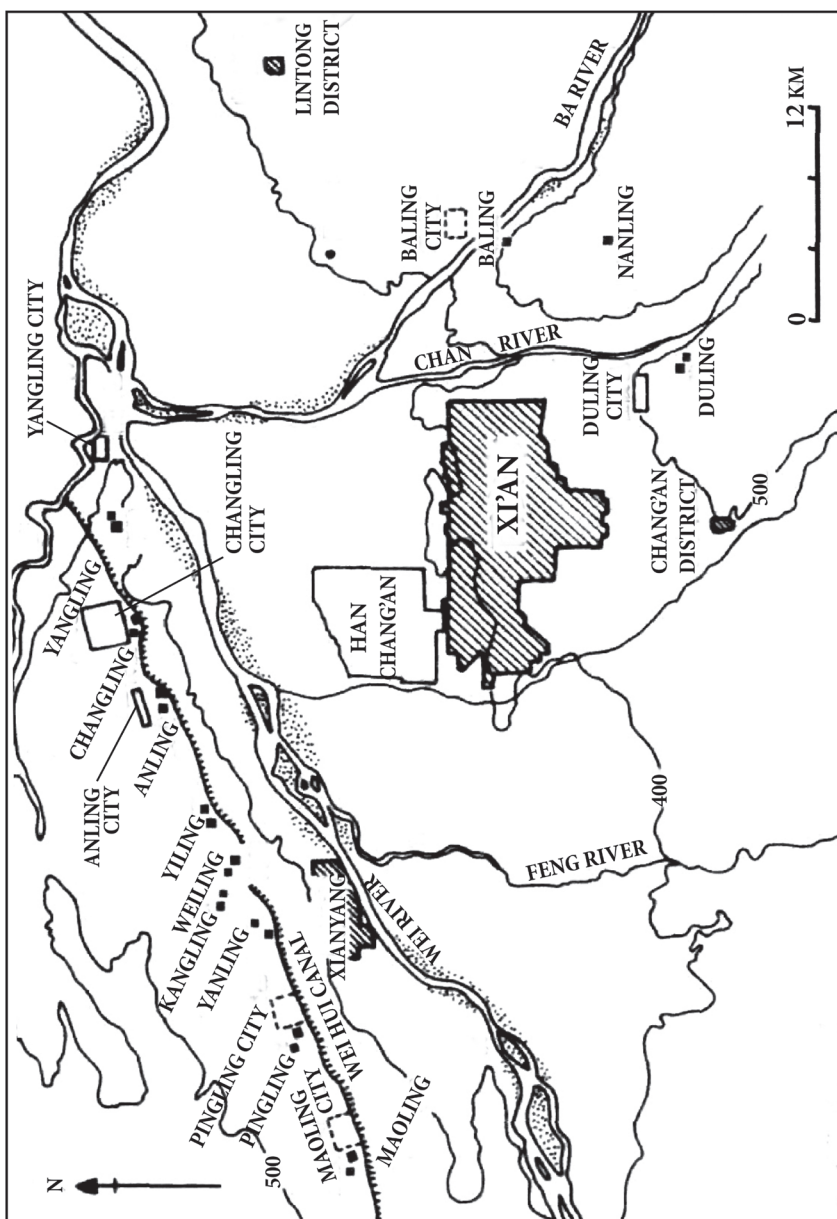 N
500
MAOLING
CITY
MAOLING
PINGLING
PINGLING CITY
WEI HUI CANAL
YANLING
KANGLING
WEILING
YILING
ANLING
CITY
ANLING
CHANGLING
CHANGLING
CITY
YANGLING
YANGLING CITY
XIANYANG
WEI RIVER
FENG RIVER
400
HAN
CHANG'AN
XI'AN
CHANG'AN
DISTRICT
500
DULING
CITY
DULING
CHAN RIVER
BALING
CITY
BALING
NANLING
BA RIVER
LINTONG
DISTRICT
0 12 KM